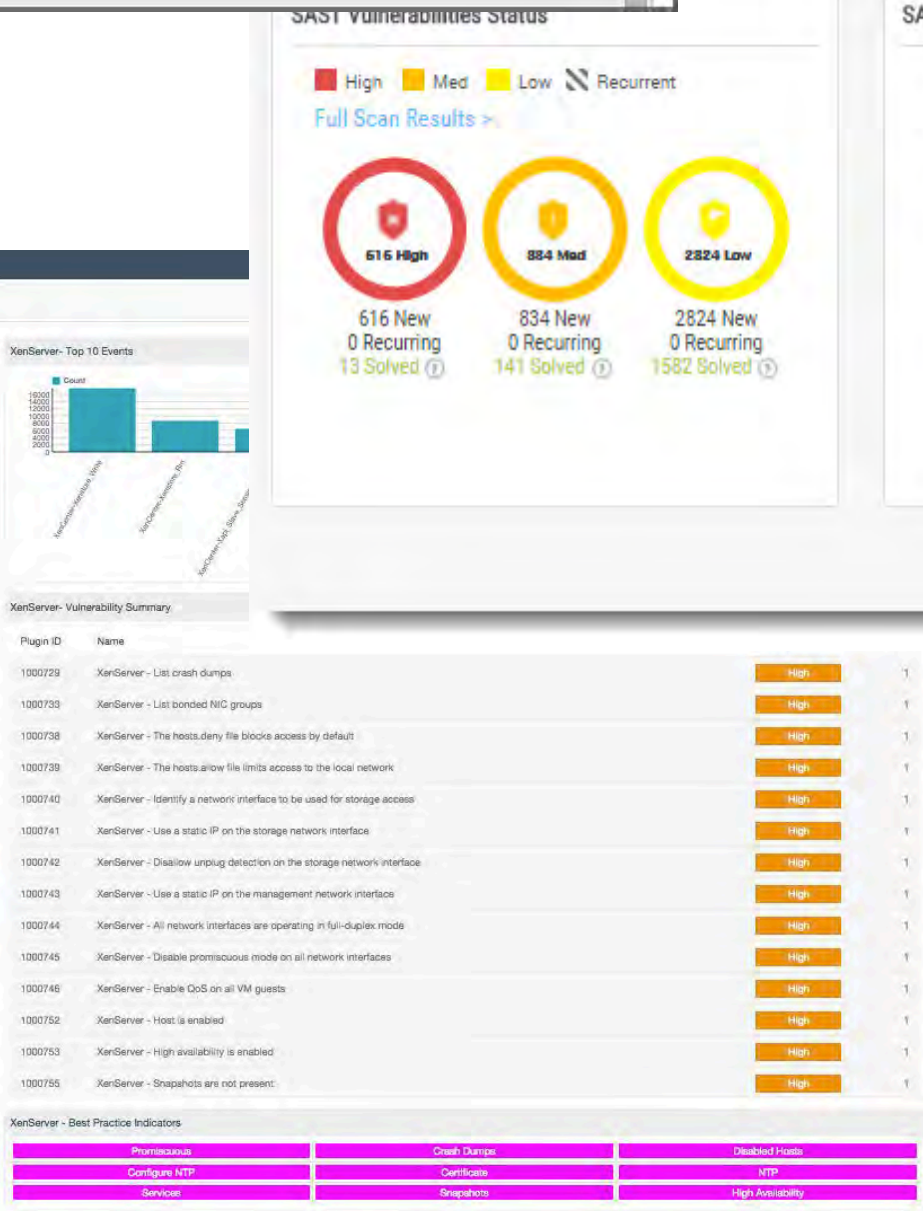 SAST Vulnerabilities Status
SA
High Med Low Recurrent
Full Scan Results >
616 High
884 Med
2824 Low
616 New
834 New
2824 New
0 Recurring
0 Recurring
0 Recurring
13 Solved ?
141 Solved ?
1582 Solved ?
XenServer- Top 10 Events
Count
16000
14000
12000
10000
8000
6000
4000
2000
0
XenCenter-Xenstore_Write
XenCenter-Xenstore_Rm
XenServer- Vulnerability Summary
Plugin ID Name
1000729 XenServer - List crash dumps High 1
1000733 XenServer - List bonded NIC groups High 1
1000738 XenServer - The hosts.deny file blocks access by default High 1
1000739 XenServer - The hosts.allow file limits access to the local network High 1
1000740 XenServer - Identify a network interface to be used for storage access High 1
1000741 XenServer - Use a static IP on the storage network interface High 1
1000742 XenServer - Disallow unplug detection on the storage network interface High 1
1000743 XenServer - Use a static IP on the management network interface High 1
1000744 XenServer - All network interfaces are operating in full-duplex mode High 1
1000745 XenServer - Disable promiscuous mode on all network interfaces High 1
1000746 XenServer - Enable QoS on all VM guests High 1
1000752 XenServer - Host is enabled High 1
1000753 XenServer - High availability is enabled High 1
1000755 XenServer - Snapshots are not present High 1
XenServer - Best Practice Indicators
Promiscuous Crash Dumps Disabled Hosts
Configure NTP Certificate NTP
Services Snapshots High Availability